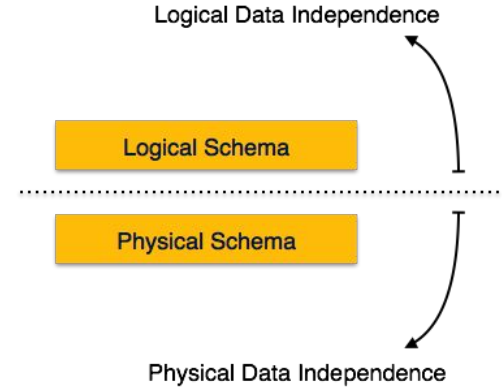 Logical Data Independence
Logical Schema
Physical Schema
Physical Data Independence